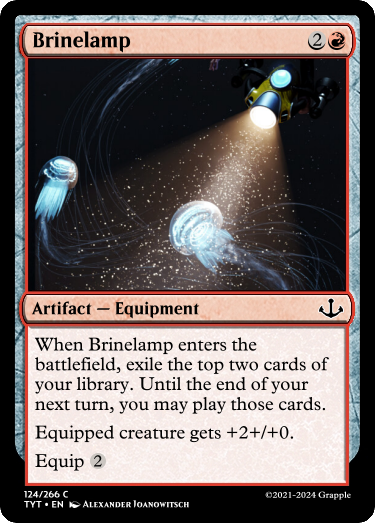 Brinelamp 2
Artifact — Equipment
When Brinelamp enters the
battlefield, exile the top two cards of
your library. Until the end of your
next turn, you may play those cards.
Equipped creature gets +2+/+0.
Equip 2
124/266 C
TYT • EN Alexander Ioanowitsch
©2021-2024 Grapple